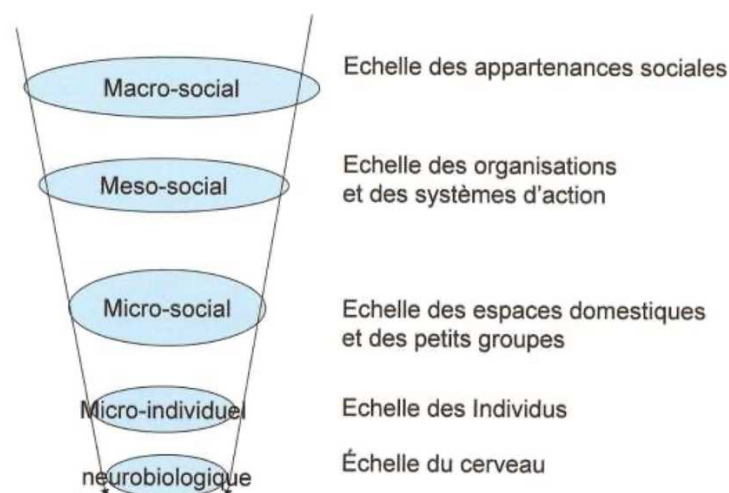 Macro-social
Echelle des appartenances sociales
Meso-social
Echelle des organisations
et des systèmes d'action
Micro-social
Echelle des espaces domestiques
et des petits groupes
Micro-individuel
Echelle des Individus
neurobiologique
Échelle du cerveau